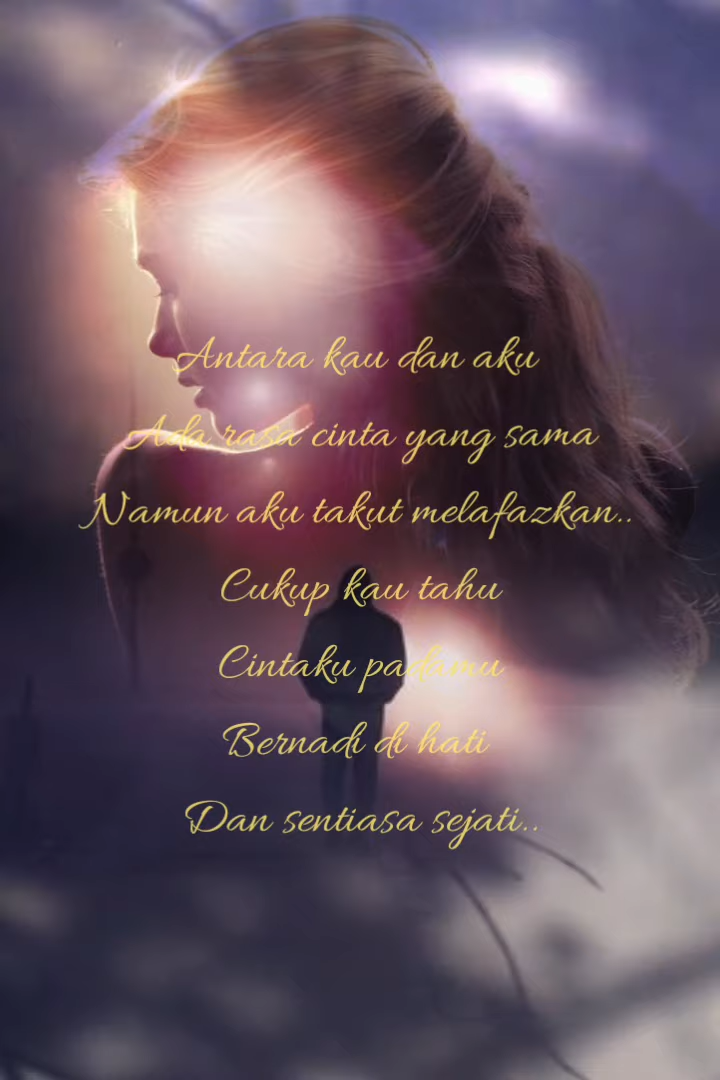 Antara kau dan aku
Ada rasa cinta yang sama
Namun aku takut melafazkan..
Cukup kau tahu
Cintaku padamu
Bernadi di hati
Dan sentiasa sejati..